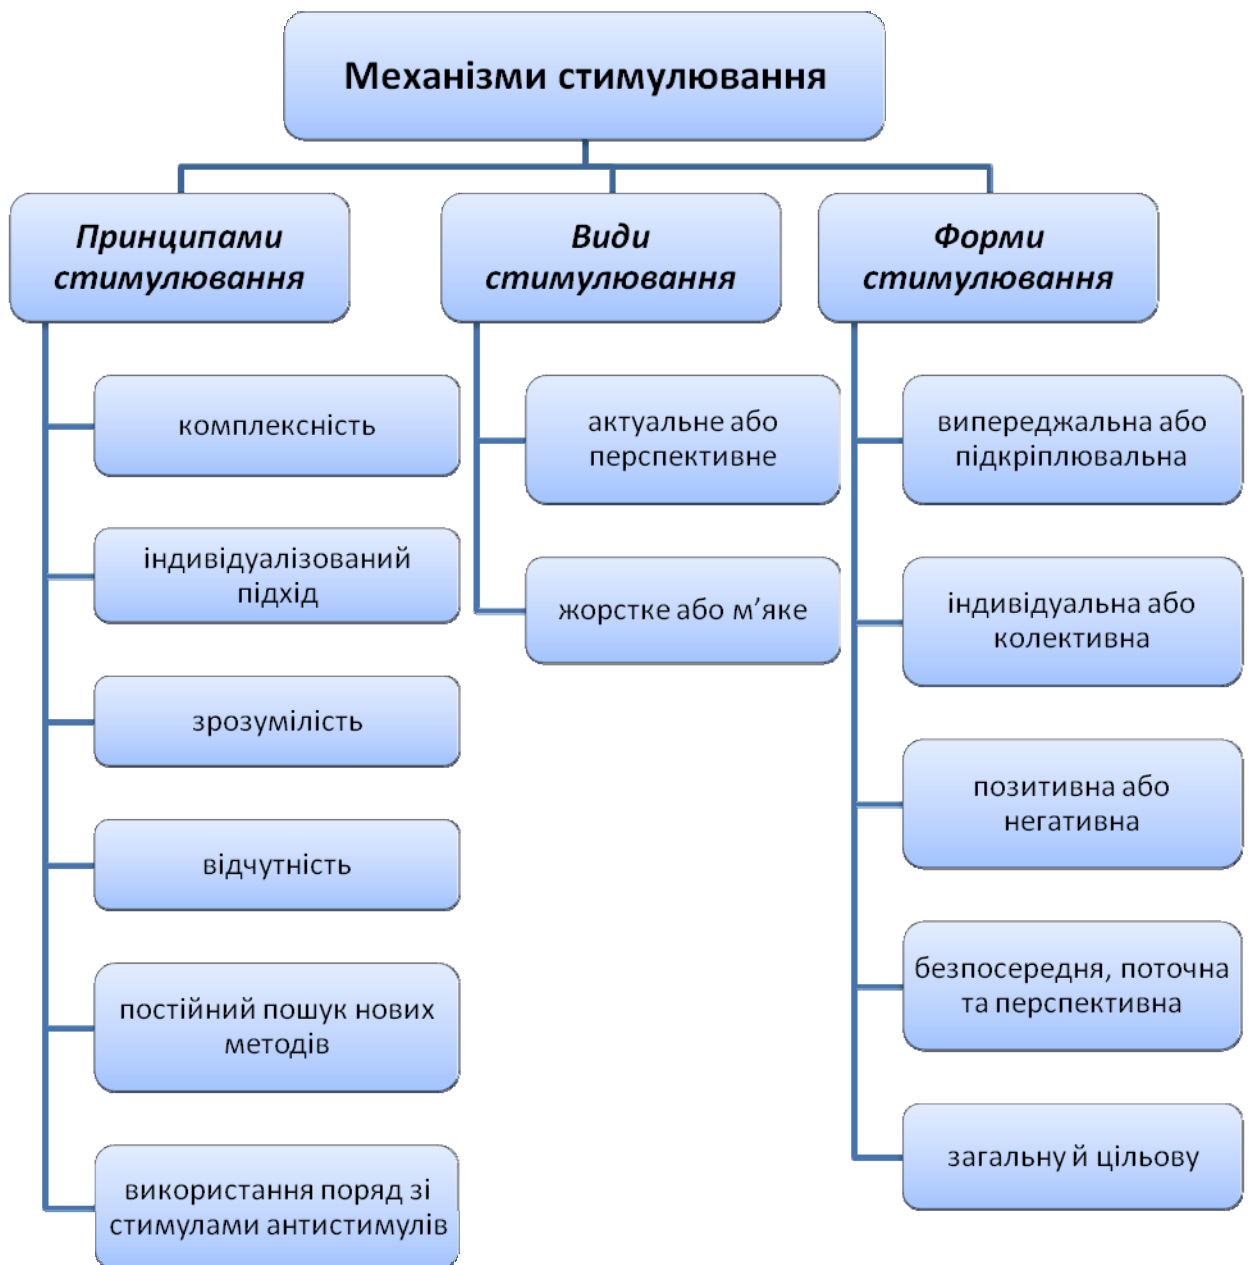 Механізми стимулювання
Принципами
стимулювання
комплексність
індивідуалізований
підхід
зрозумілість
відчутність
постійний пошук нових
методів
використання поряд зі
стимулами антистимулів
Види
стимулювання
актуальне або
перспективне
жорстке або м’яке
Форми
стимулювання
випереджальна або
підкріплювальна
індивідуальна або
колективна
позитивна або
негативна
безпосередня, поточна
та перспективна
загальну й цільову